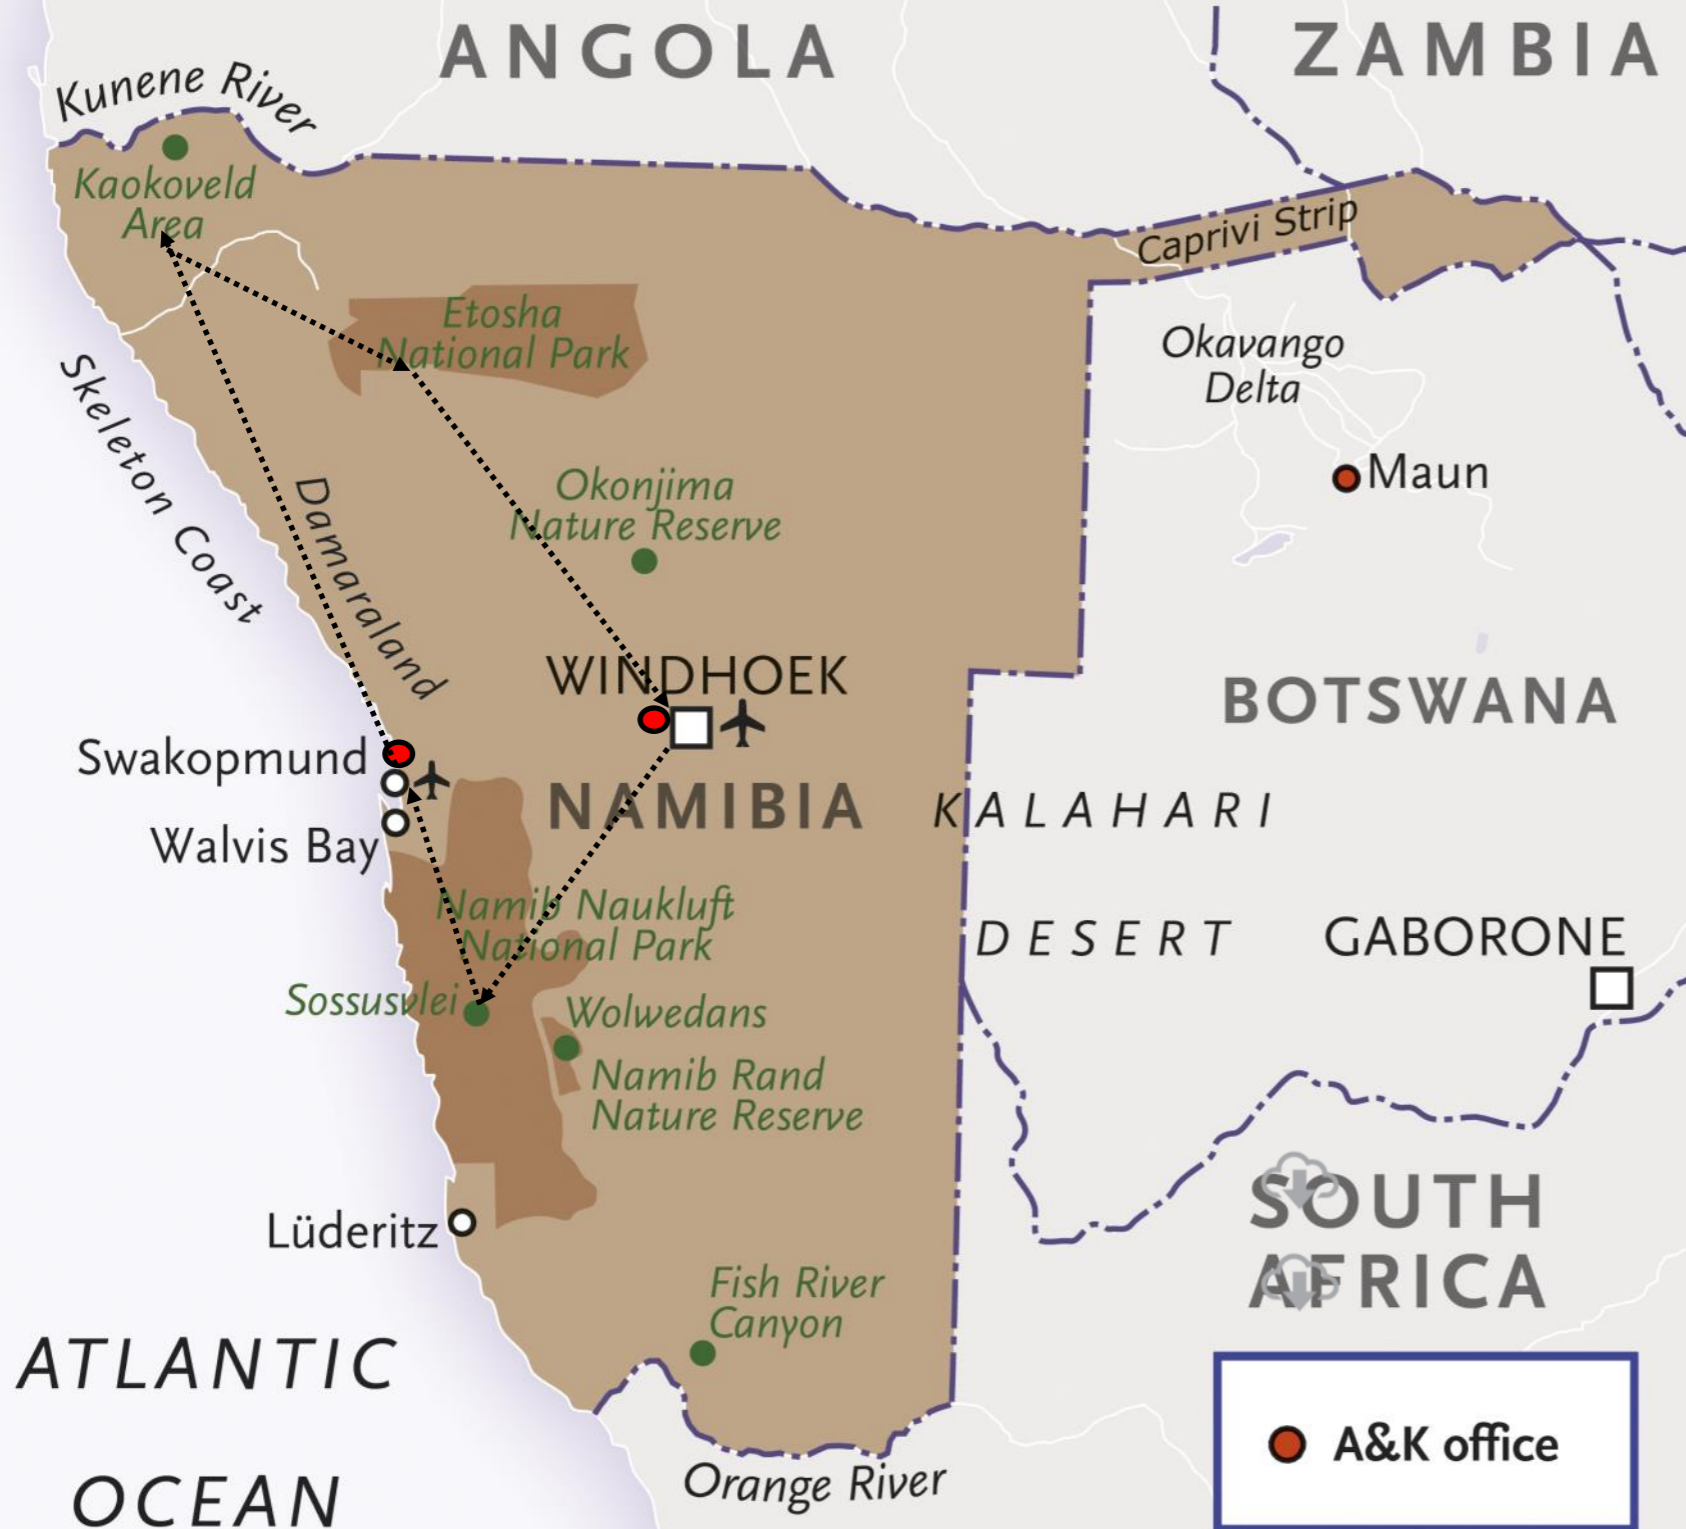 ANGOLA
ZAMBIA
Kunene River
Kaokoveld
Area
Caprivi Strip
Etosha
National Park
Okavango
Delta
Skeleton Coast
Damaraland
Okonjima
Nature Reserve
Maun
WINDHOEK
BOTSWANA
Swakopmund
NAMIBIA
KALAHARI
Walvis Bay
Namib Naukluft
National Park
DESERT
GABORONE
Sossusvlei
Wolwedans
Namib Rand
Nature Reserve
SOUTH
AFRICA
Lüderitz
Fish River
Canyon
ATLANTIC
OCEAN
Orange River
A&K office